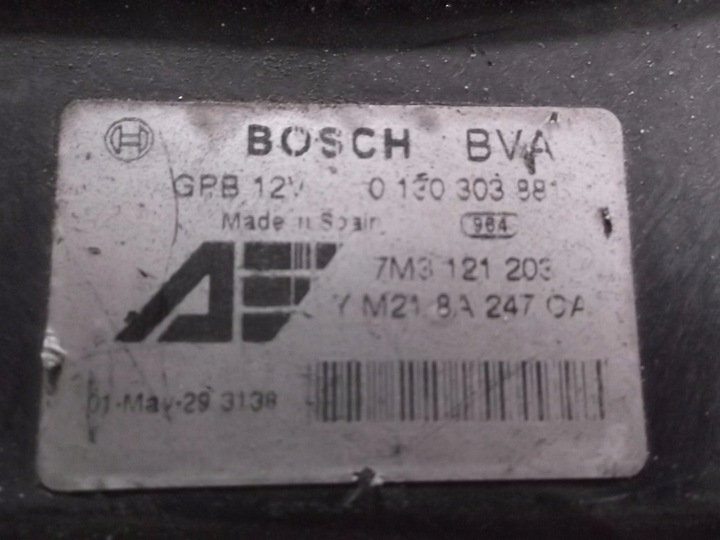 BOSCH BVA
GPB 12V 0 130 303 881
Made in Spain 984
7M3 121 203
YM21 8A 247 CA
01-May-29 3138